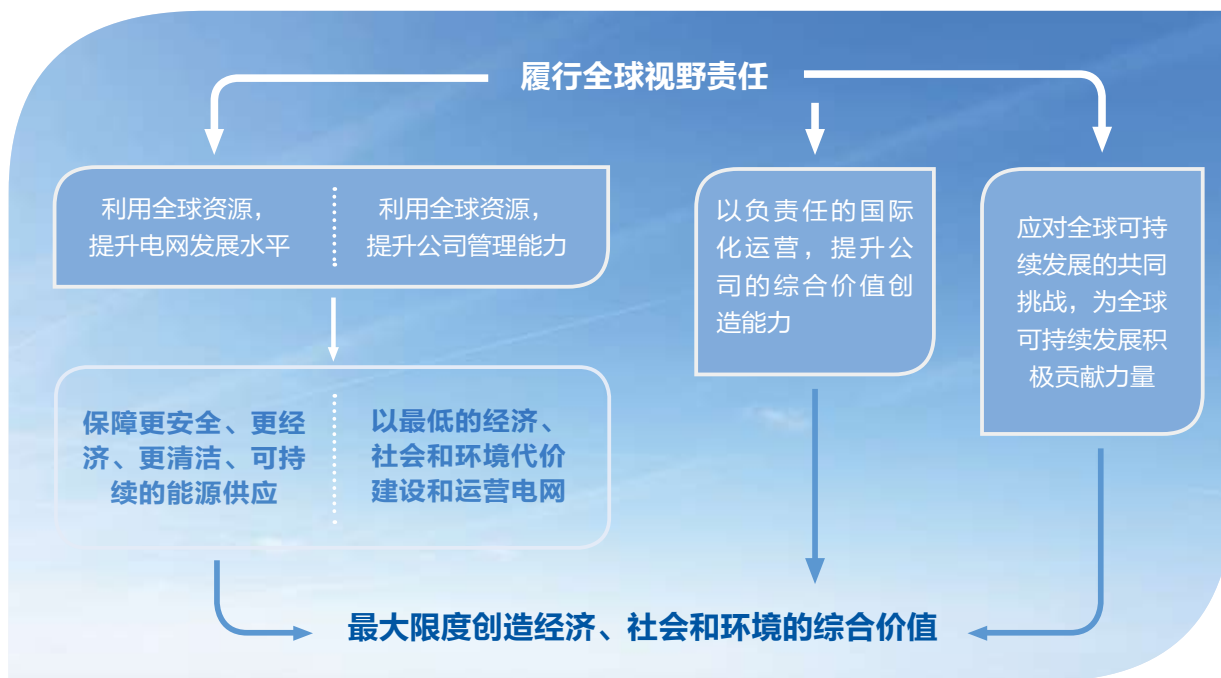 履行全球视野责任
利用全球资源，
提升电网发展水平
利用全球资源，
提升公司管理能力
以负责任的国际
化运营，提升公
司的综合价值创
造能力
应对全球可持
续发展的共同
挑战，为全球
可持续发展积
极贡献力量
保障更安全、更经
济、更清洁、可持
续的能源供应
以最低的经济、
社会和环境代价
建设和运营电网
最大限度创造经济、社会和环境的综合价值